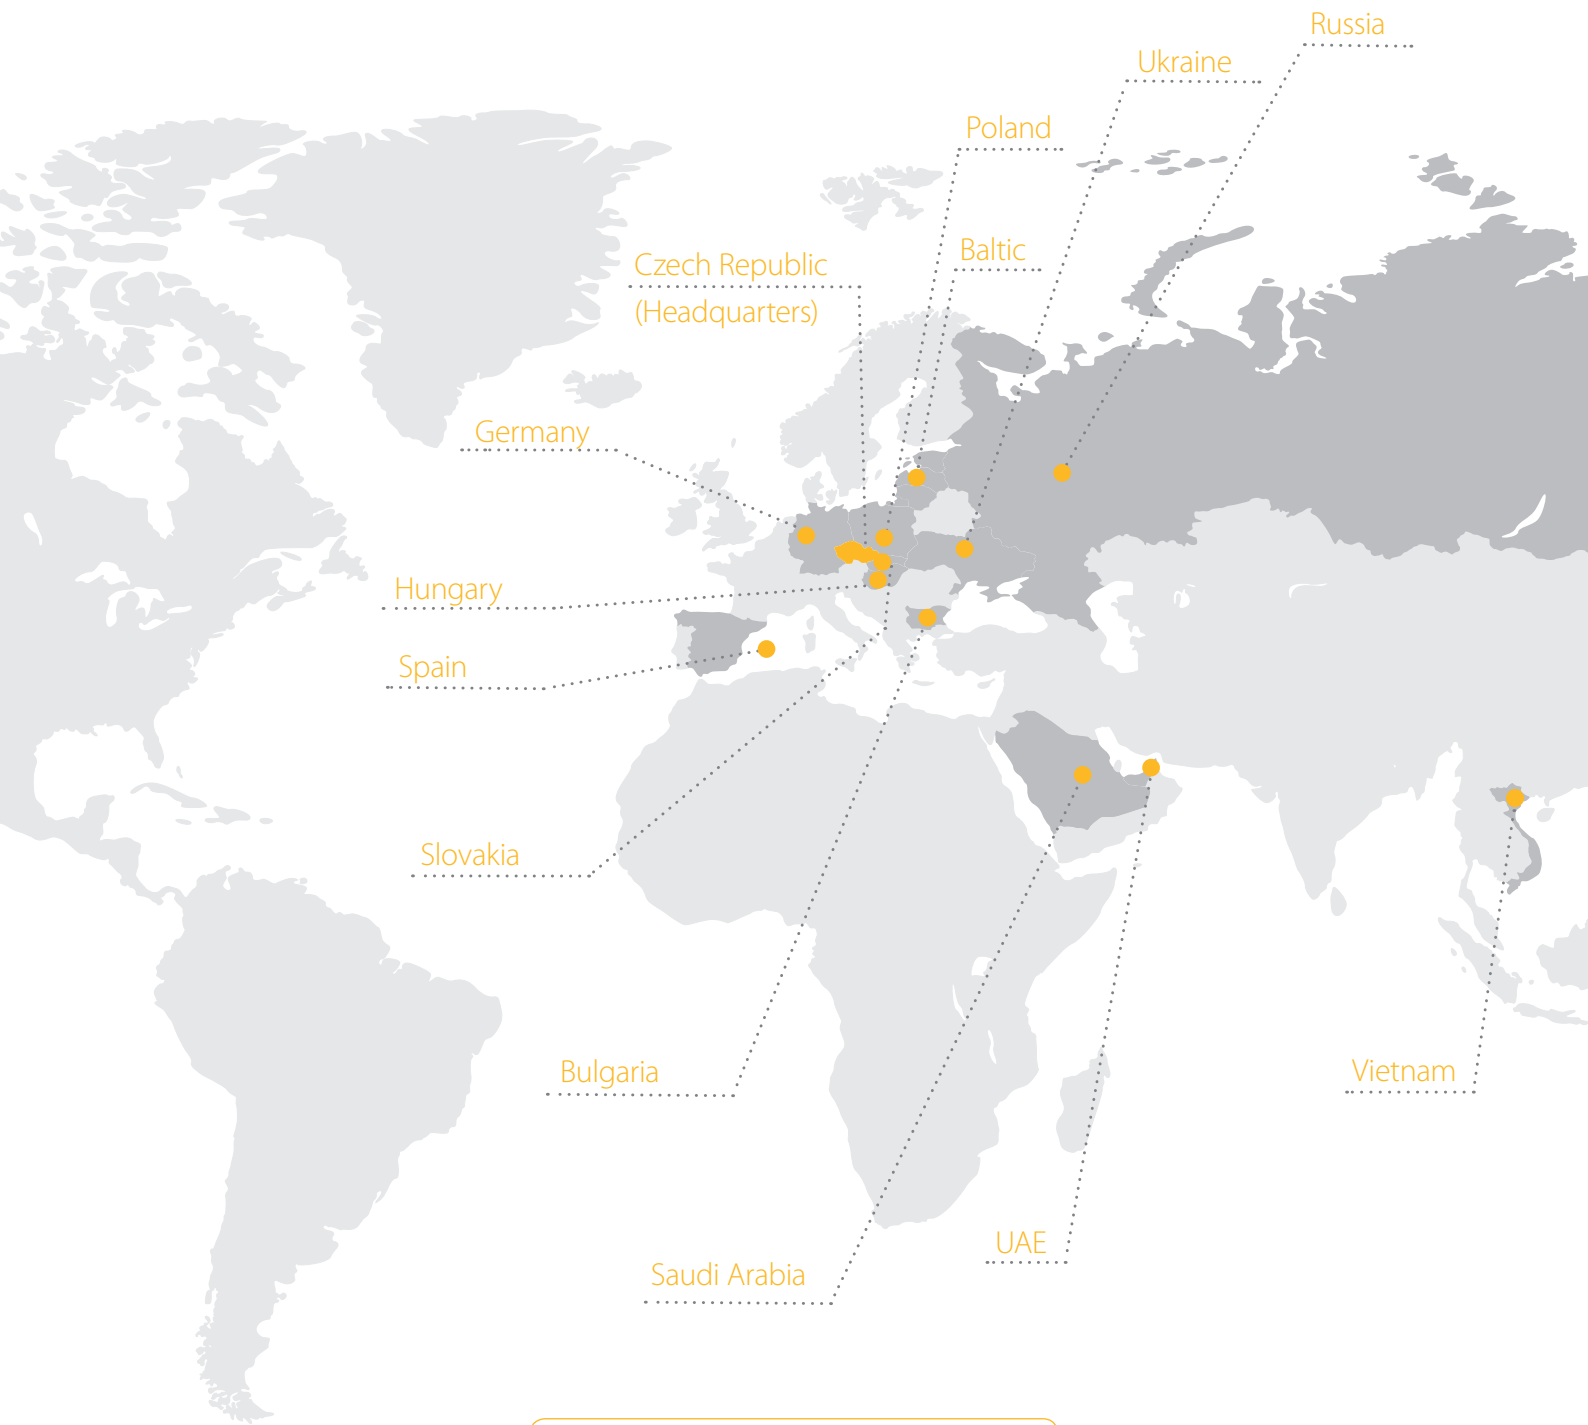 Russia
Ukraine
Poland
Baltic
Czech Republic
(Headquarters)
Germany
Hungary
Spain
Slovakia
Bulgaria
Vietnam
UAE
Saudi Arabia